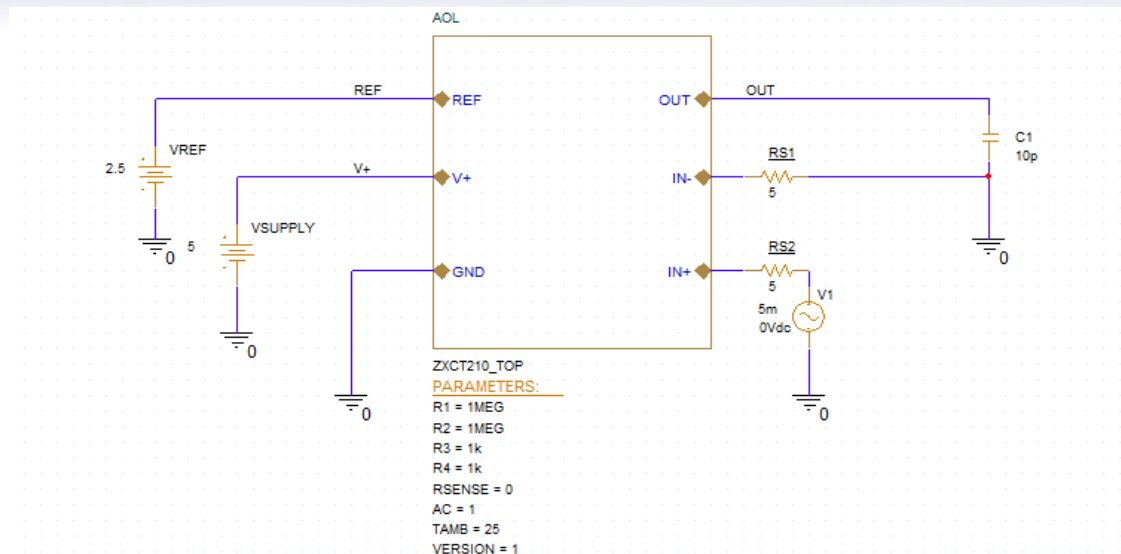 AOL
REF
REF
OUT
OUT
VREF
2.5
V+
V+
RS1
IN-
5
C1
10p
VSUPPLY
5
0
GND
RS2
IN+
5
V1
5m
0Vdc
0
0
ZXCT210_TOP
PARAMETERS:
0
0
R1 = 1MEG
R2 = 1MEG
R3 = 1k
R4 = 1k
RSENSE = 0
AC = 1
TAMB = 25
VERSION = 1